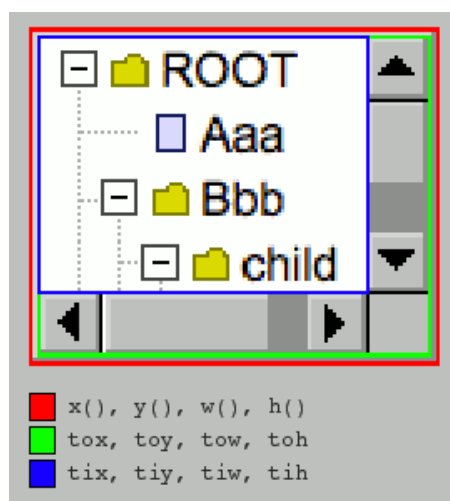 ROOT
Aaa
Bbb
child
x(), y(), w(), h()
tox, toy, tow, toh
tix, tiy, tiw, tih